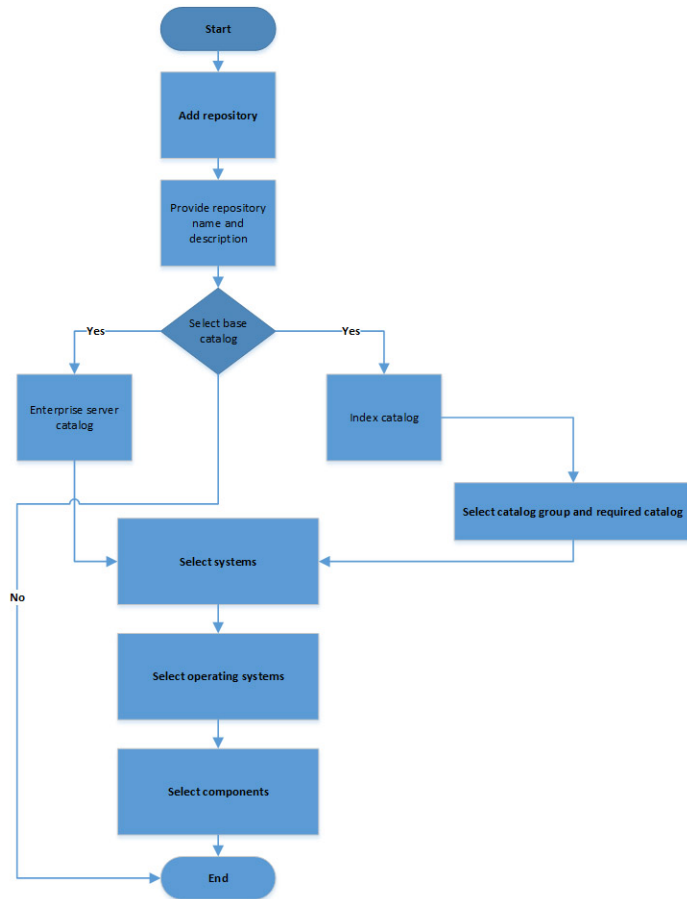 Start
Add repository
Provide repository
name and
description
Select base
catalog
Yes
Yes
Enterprise server
catalog
Index catalog
Select catalog group and required catalog
Select systems
No
Select operating systems
Select components
End